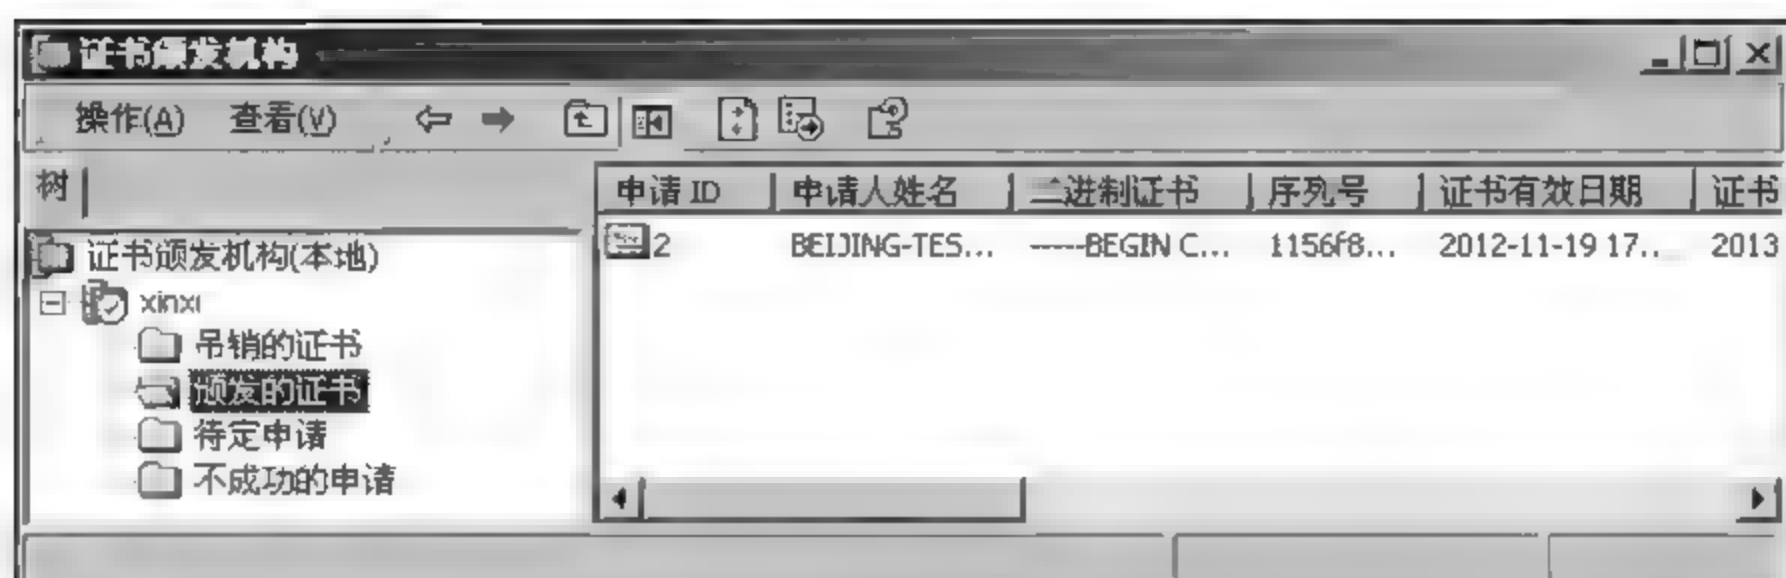 证书颁发机构
操作(A) 查看(V)
树
申请 ID 申请人姓名 二进制证书 序列号 证书有效日期 证书
证书颁发机构(本地)
2 BEIJING-TES... -----BEGIN C... 1156f8... 2012-11-19 17... 2013
xinxi
吊销的证书
颁发的证书
待定申请
不成功的申请